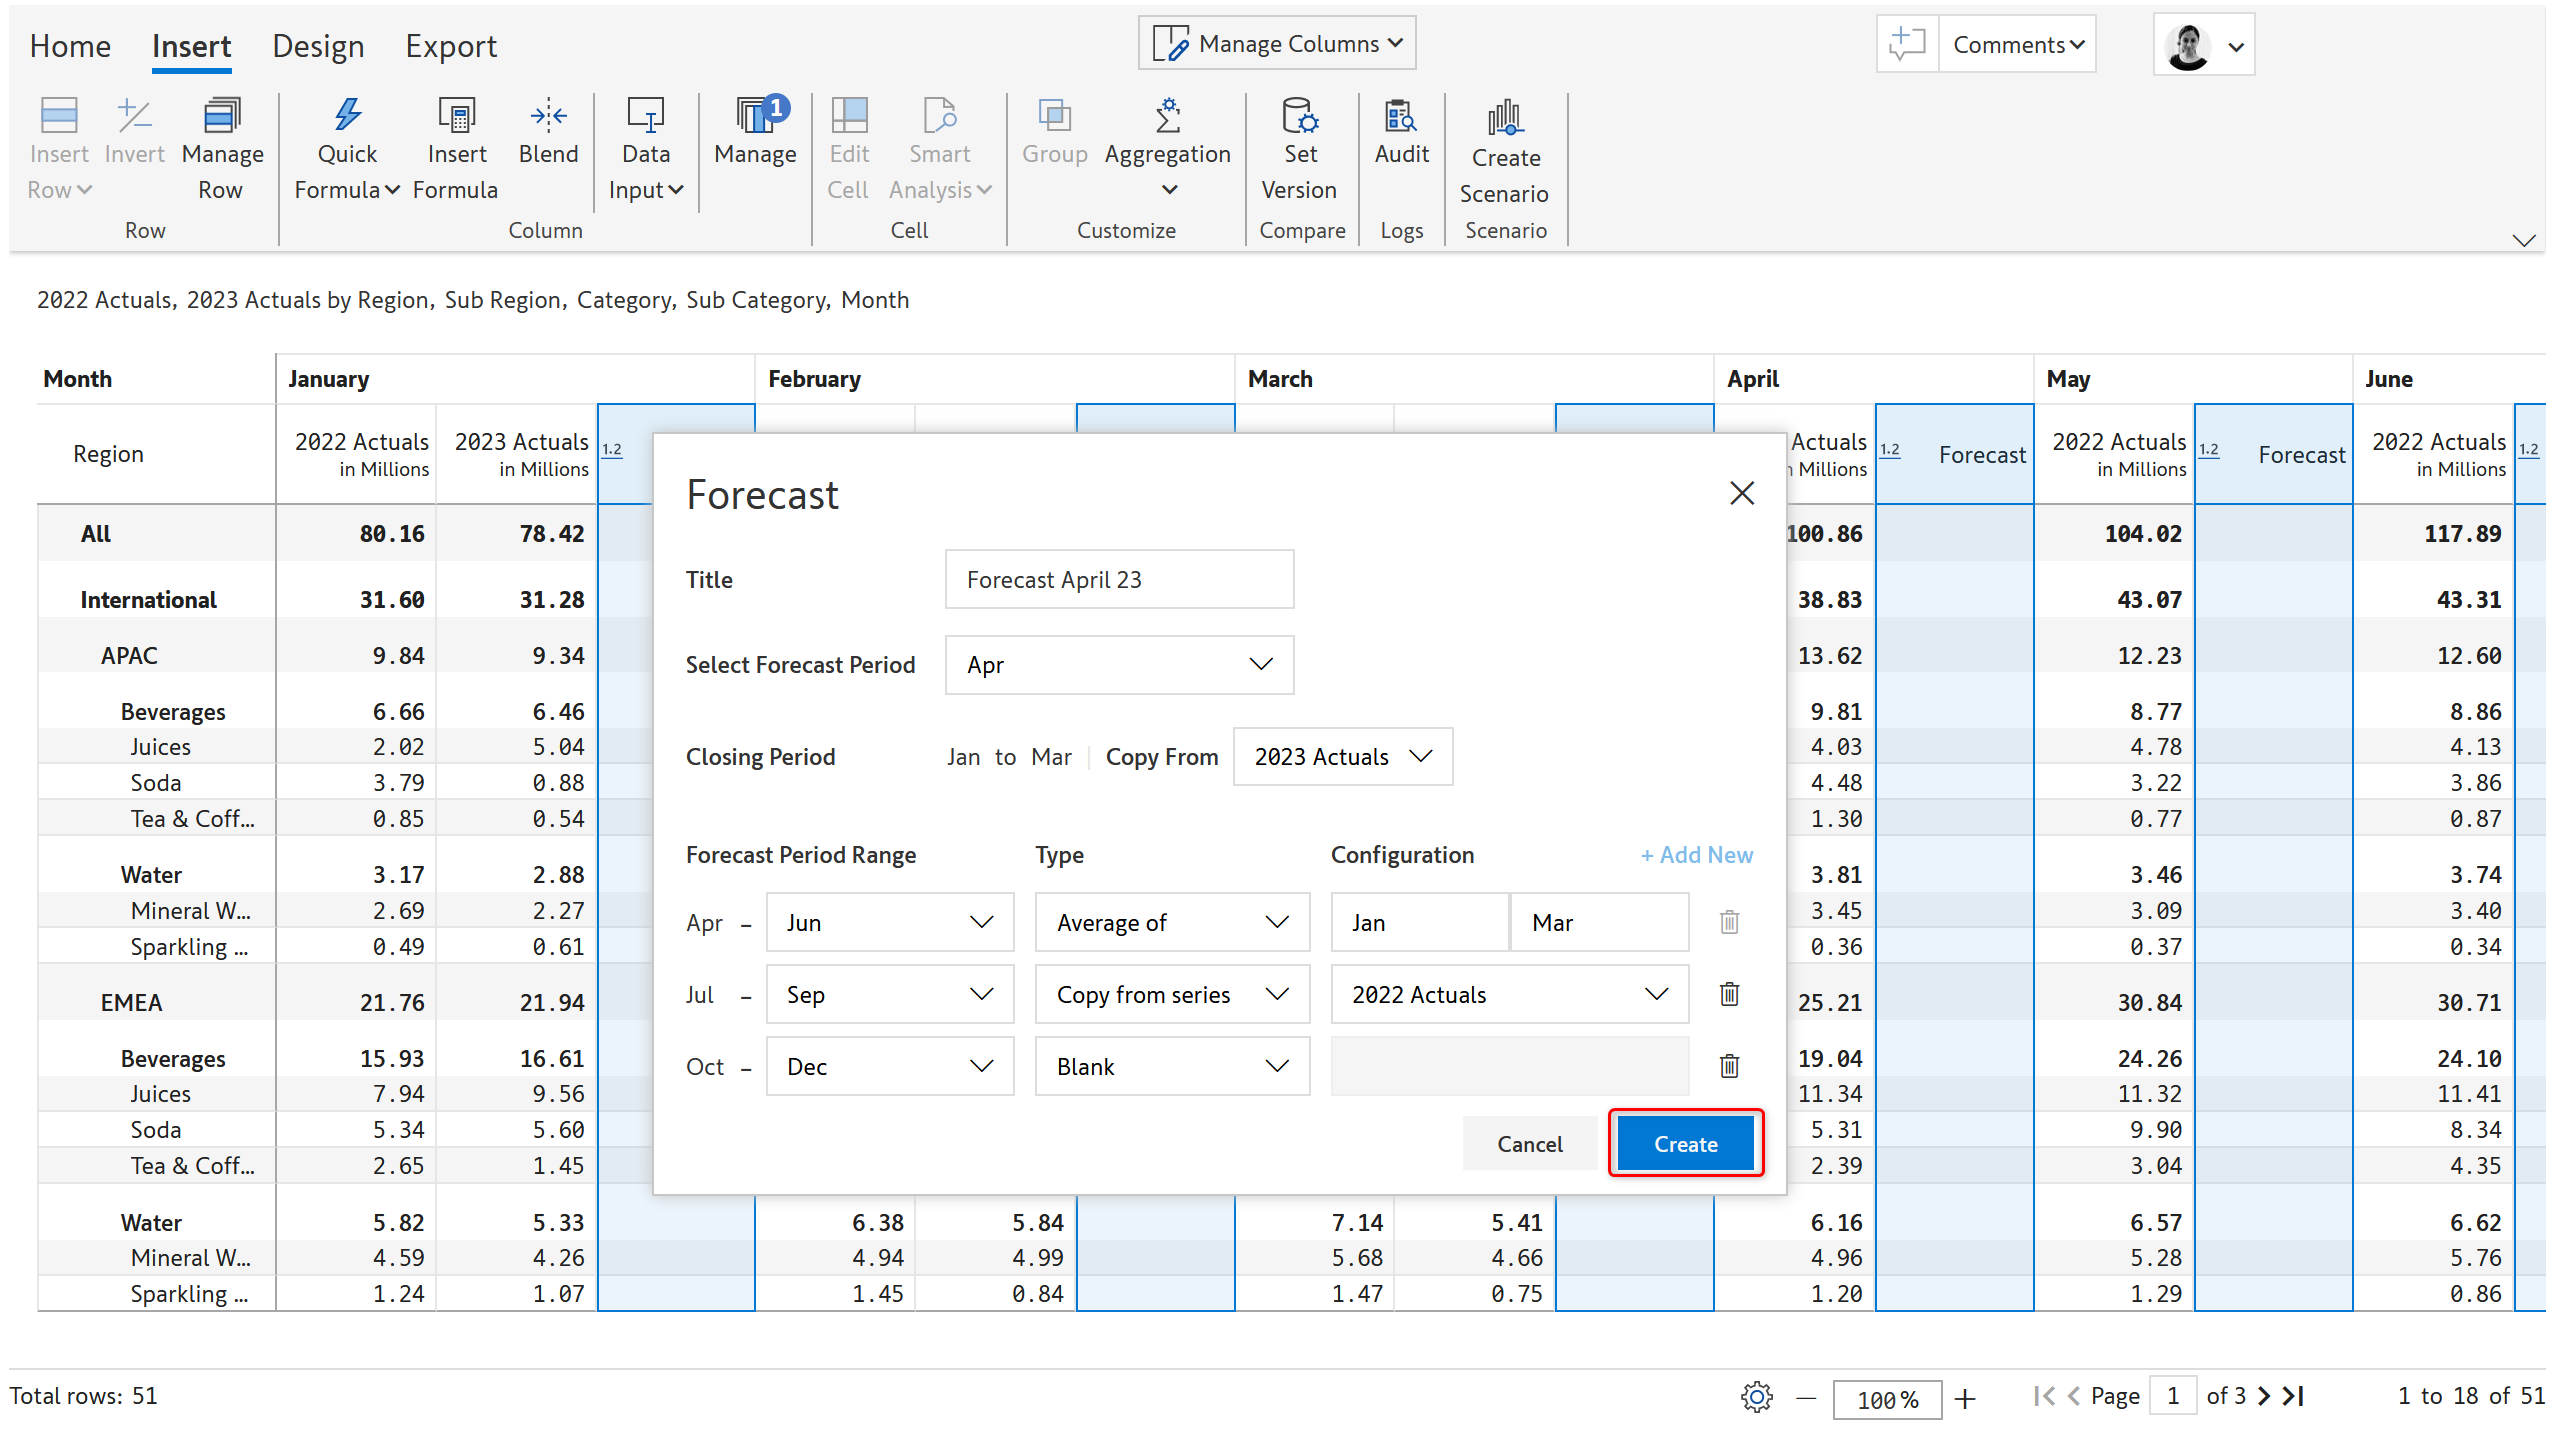 Home Insert Design Export Manage Columns Comments
1
Insert Invert Manage Quick Insert Blend Data Manage Edit Smart Group Aggregation Set Audit Create
Row Row Formula Formula Input Cell Analysis Version Scenario
Row Column Cell Customize Compare Logs Scenario
2022 Actuals, 2023 Actuals by Region, Sub Region, Category, Sub Category, Month
Month January February March April May June
Region 2022 Actuals 2023 Actuals 1.2 Actuals 1.2 Forecast 2022 Actuals 1.2 Forecast 2022 Actuals 1.2
in Millions in Millions Millions in Millions in Millions
All 80.16 78.42 100.86 104.02 117.89
International 31.60 31.28 38.83 43.07 43.31
APAC 9.84 9.34 13.62 12.23 12.60
Beverages 6.66 6.46 9.81 8.77 8.86
Juices 2.02 5.04 4.03 4.78 4.13
Soda 3.79 0.88 4.48 3.22 3.86
Tea & Coff... 0.85 0.54 1.30 0.77 0.87
Water 3.17 2.88 3.81 3.46 3.74
Mineral W... 2.69 2.27 3.45 3.09 3.40
Sparkling ... 0.49 0.61 0.36 0.37 0.34
EMEA 21.76 21.94 25.21 30.84 30.71
Beverages 15.93 16.61 19.04 24.26 24.10
Juices 7.94 9.56 11.34 11.32 11.41
Soda 5.34 5.60 5.31 9.90 8.34
Tea & Coff... 2.65 1.45 2.39 3.04 4.35
Water 5.82 5.33 6.38 5.84 7.14 5.41 6.16 6.57 6.62
Mineral W... 4.59 4.26 4.94 4.99 5.68 4.66 4.96 5.28 5.76
Sparkling ... 1.24 1.07 1.45 0.84 1.47 0.75 1.20 1.29 0.86
Forecast
Title Forecast April 23
Select Forecast Period Apr
Closing Period Jan to Mar Copy From 2023 Actuals
Forecast Period Range Type Configuration + Add New
Apr – Jun Average of Jan Mar
Jul – Sep Copy from series 2022 Actuals
Oct – Dec Blank
Cancel Create
Total rows: 51 100 % Page 1 of 3 1 to 18 of 51